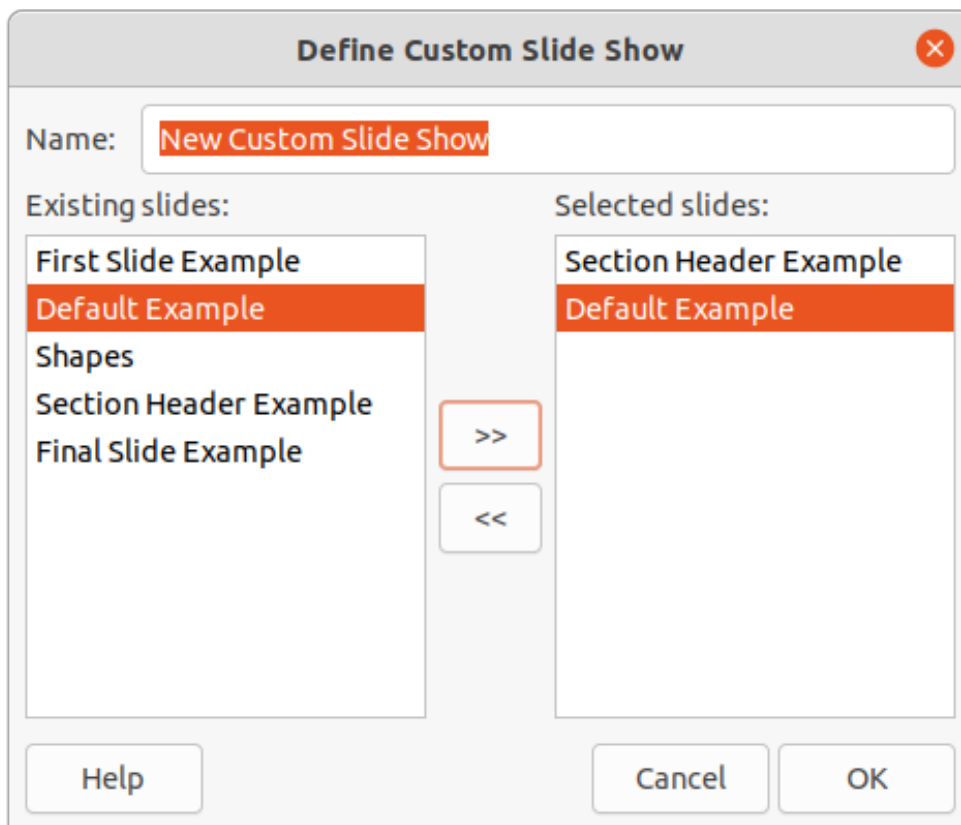 Define Custom Slide Show
Name: New Custom Slide Show
Existing slides:
First Slide Example
Default Example
Shapes
Section Header Example
Final Slide Example
>>
<<
Selected slides:
Section Header Example
Default Example
Help
Cancel
OK